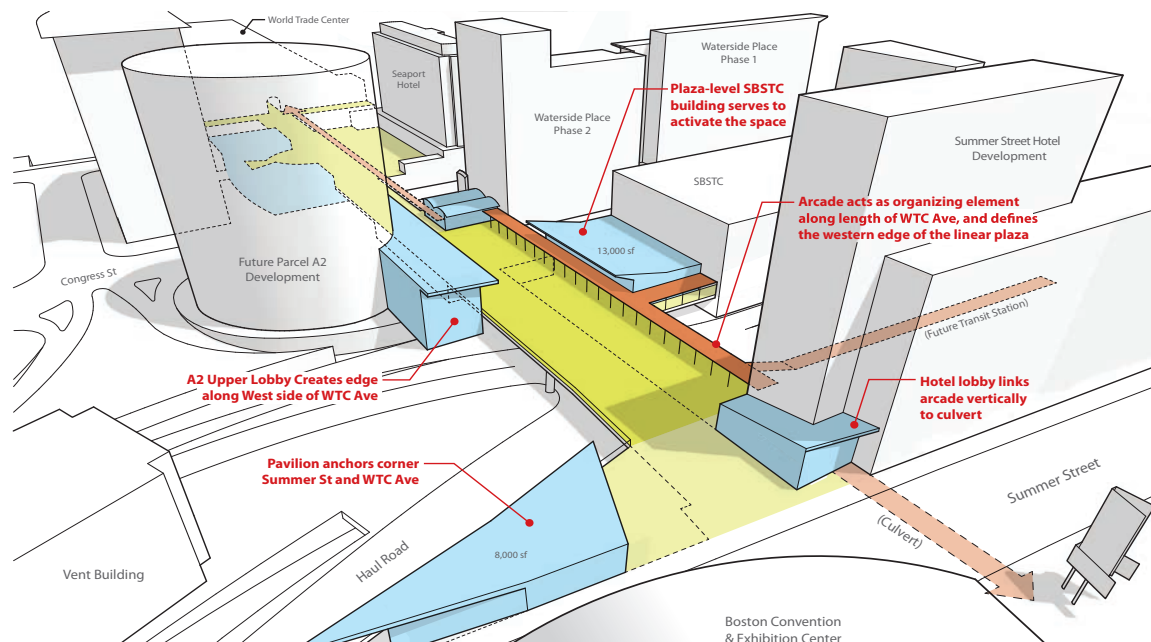 World Trade Center
Seaport
Hotel
Waterside Place
Phase 1
Plaza-level SBSTC
building serves to
activate the space
Waterside Place
Phase 2
Summer Street Hotel
Development
SBSTC
Arcade acts as organizing element
along length of WTC Ave, and defines
the western edge of the linear plaza
13,000 sf
Future Parcel A2
Development
Congress St
(Future Transit Station)
A2 Upper Lobby Creates edge
along West side of WTC Ave
Hotel lobby links
arcade vertically
to culvert
Pavilion anchors corner
Summer St and WTC Ave
Summer Street
(Culvert)
8,000 sf
Haul Road
Vent Building
Boston Convention
& Exhibition Center